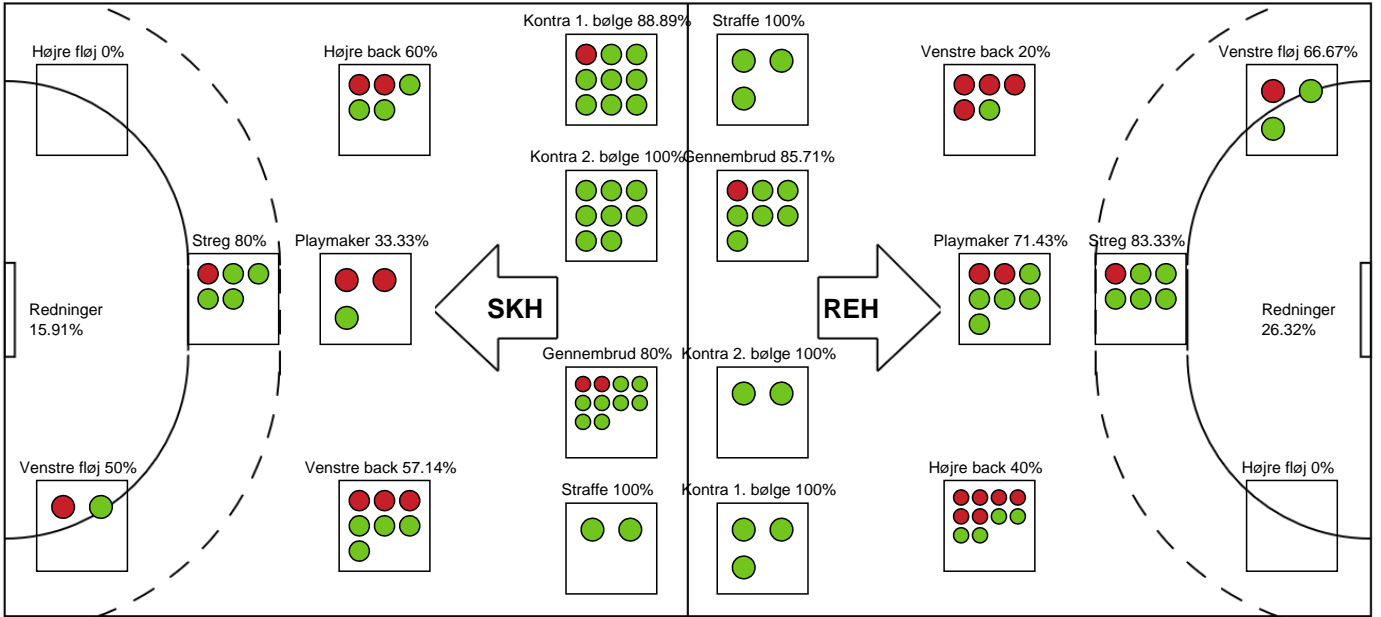 Kontra 1. bølge 88.89%
Straffe 100%
Højre fløj 0%
Højre back 60%
Venstre back 20%
Venstre fløj 66.67%
Kontra 2. bølge 100%
Gennembrud 85.71%
Streg 80%
Playmaker 33.33%
Playmaker 71.43%
Streg 83.33%
SKH
REH
Redninger
15.91%
Redninger
26.32%
Gennembrud 80%
Kontra 2. bølge 100%
Venstre fløj 50%
Venstre back 57.14%
Højre back 40%
Højre fløj 0%
Straffe 100%
Kontra 1. bølge 100%